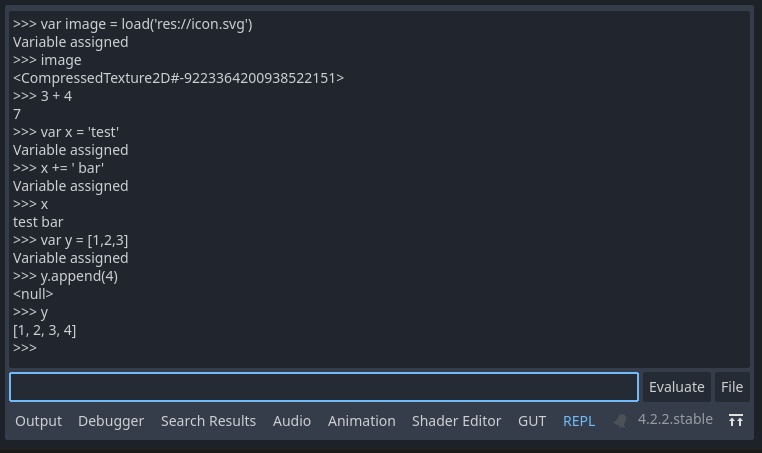 >>> var image = load('res://icon.svg')
Variable assigned
>>> image
<CompressedTexture2D#-9223364200938522151>
>>> 3 + 4
7
>>> var x = 'test'
Variable assigned
>>> x += ' bar'
Variable assigned
>>> x
test bar
>>> var y = [1,2,3]
Variable assigned
>>> y.append(4)
<null>
>>> y
[1, 2, 3, 4]
>>>
Evaluate File
Output Debugger Search Results Audio Animation Shader Editor GUT REPL 4.2.2.stable